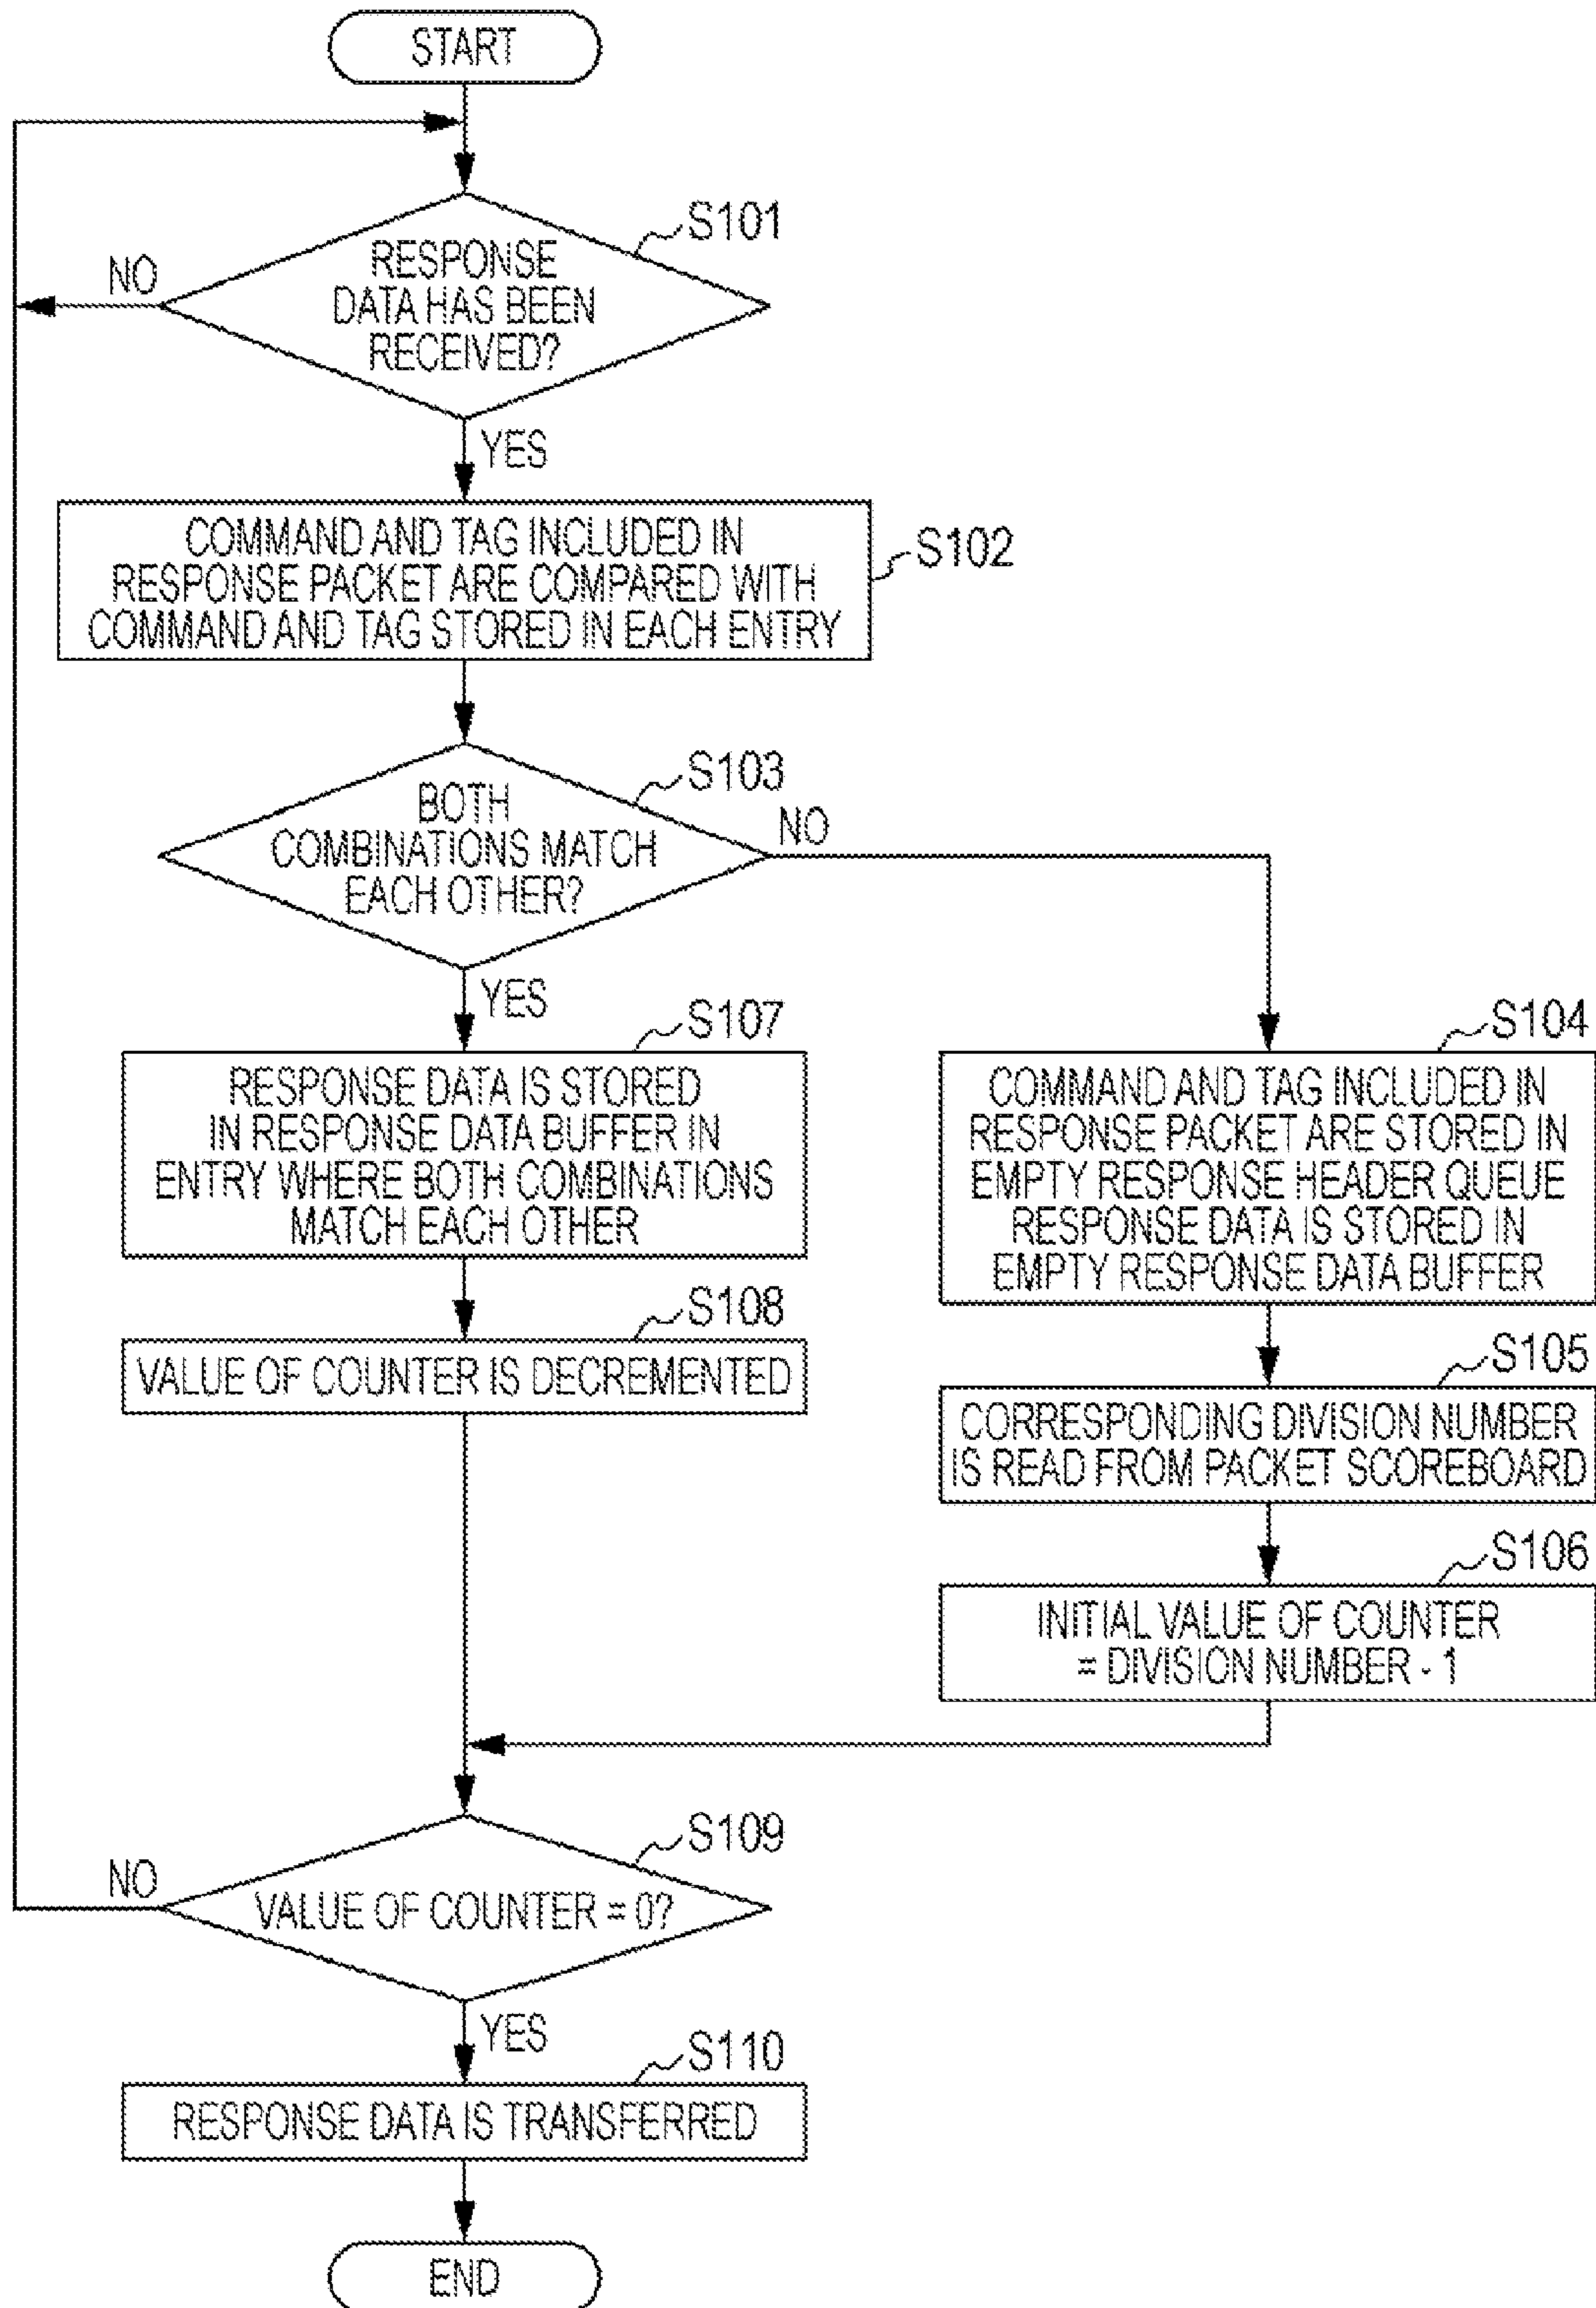 START
S101
NO
RESPONSE
DATA HAS BEEN
RECEIVED?
YES
COMMAND AND TAG INCLUDED IN
RESPONSE PACKET ARE COMPARED WITH
COMMAND AND TAG STORED IN EACH ENTRY
S102
S103
BOTH
COMBINATIONS MATCH
EACH OTHER?
NO
YES
S107
RESPONSE DATA IS STORED
IN RESPONSE DATA BUFFER IN
ENTRY WHERE BOTH COMBINATIONS
MATCH EACH OTHER
S108
VALUE OF COUNTER IS DECREMENTED
S104
COMMAND AND TAG INCLUDED IN
RESPONSE PACKET ARE STORED IN
EMPTY RESPONSE HEADER QUEUE
RESPONSE DATA IS STORED IN
EMPTY RESPONSE DATA BUFFER
S105
CORRESPONDING DIVISION NUMBER
IS READ FROM PACKET SCOREBOARD
S106
INITIAL VALUE OF COUNTER
= DIVISION NUMBER - 1
S109
NO
VALUE OF COUNTER = 0?
YES
S110
RESPONSE DATA IS TRANSFERRED
END